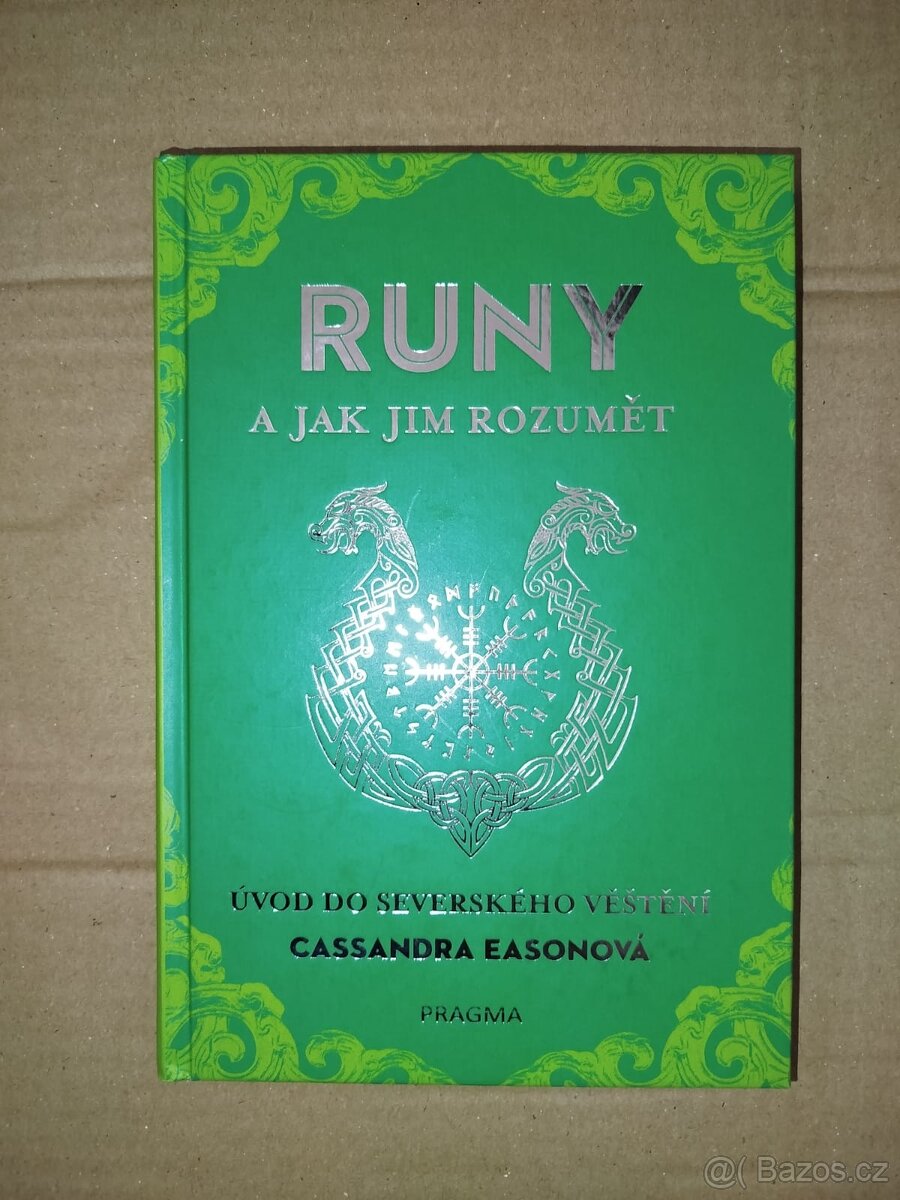 RUNY
A JAK JIM ROZUMĚT
ÚVOD DO SEVERSKÉHO VĚŠTĚNÍ
CASSANDRA EASONOVÁ
PRAGMA
@( Bazos.cz